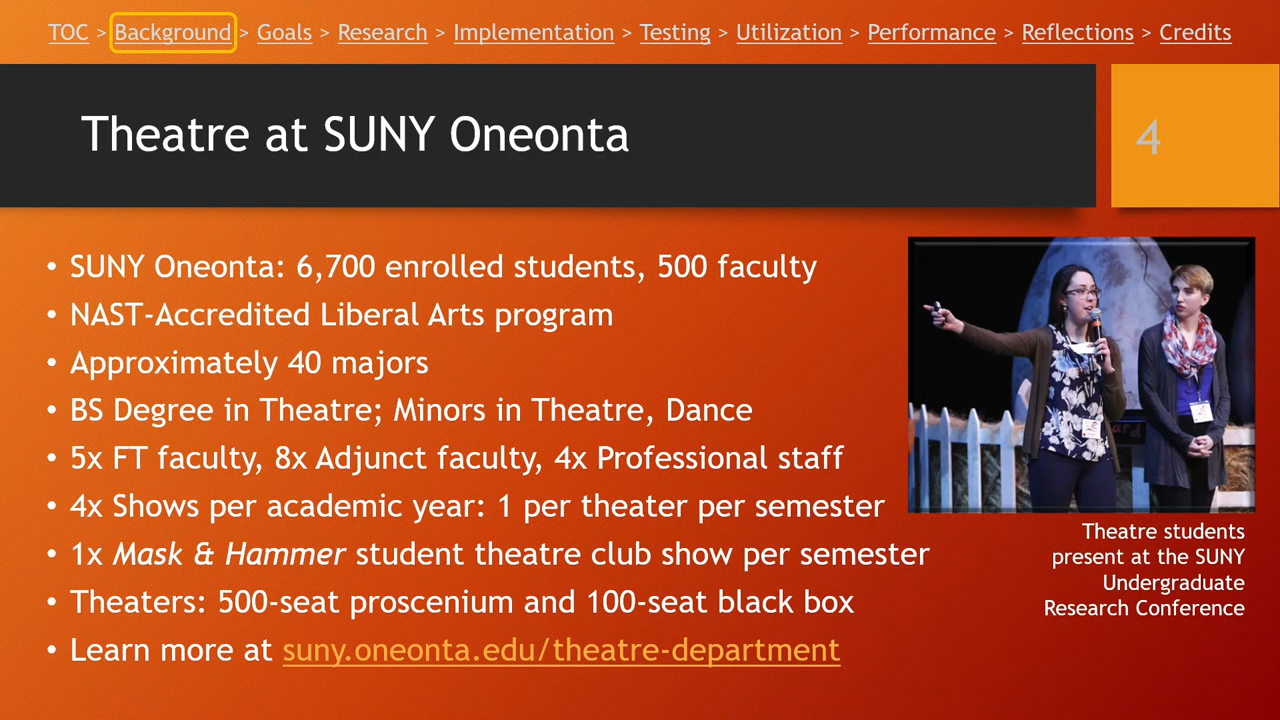 TOC > Background > Goals > Research > Implementation > Testing > Utilization > Performance > Reflections > Credits
Theatre at SUNY Oneonta
4
• SUNY Oneonta: 6,700 enrolled students, 500 faculty
• NAST-Accredited Liberal Arts program
• Approximately 40 majors
• BS Degree in Theatre; Minors in Theatre, Dance
• 5x FT faculty, 8x Adjunct faculty, 4x Professional staff
• 4x Shows per academic year: 1 per theater per semester
• 1x Mask & Hammer student theatre club show per semester
• Theaters: 500-seat proscenium and 100-seat black box
• Learn more at suny.oneonta.edu/theatre-department
Theatre students
present at the SUNY
Undergraduate
Research Conference